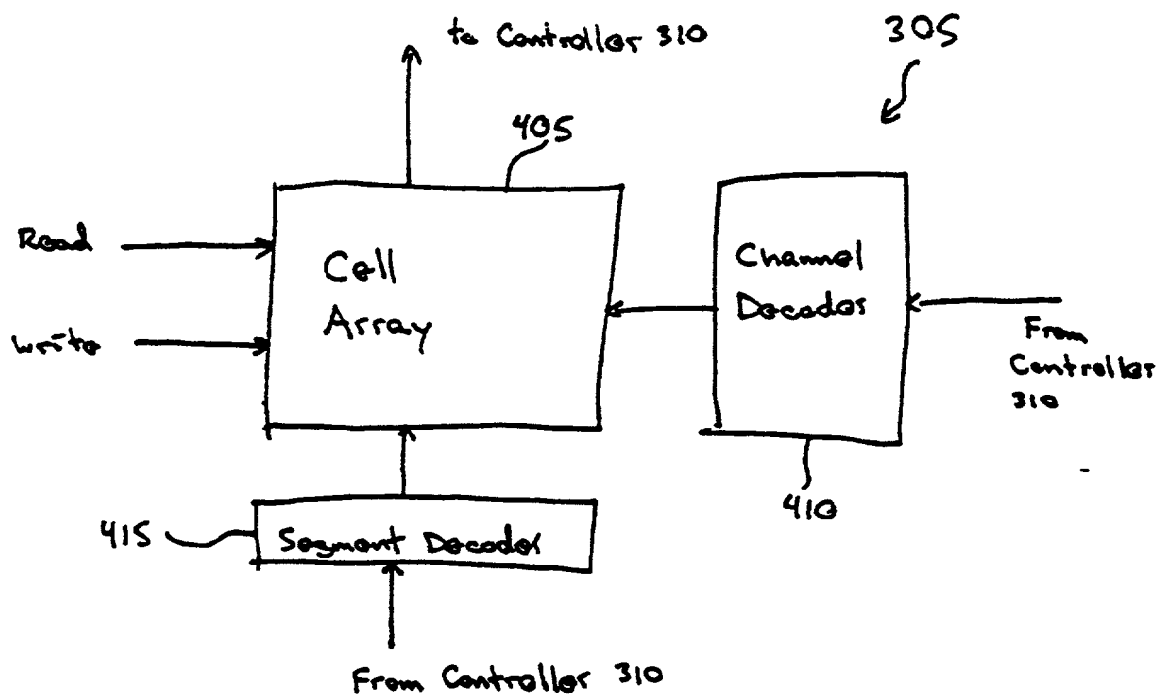 to Controller 310
305
405
Read
Cell
Array
Channel
Decoder
Write
From
Controller
310
410
415
Segment Decoder
From Controller 310